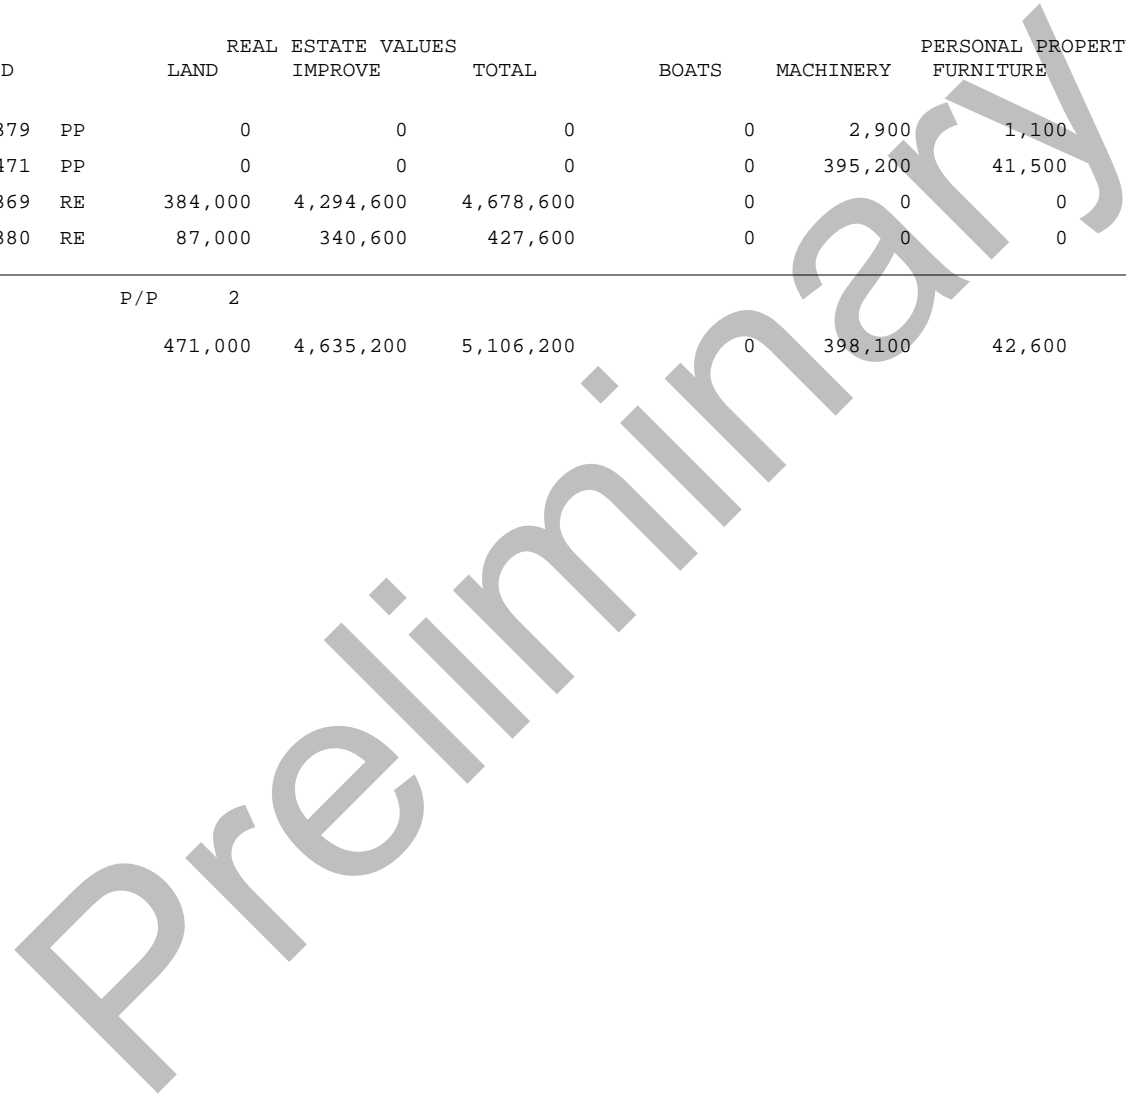 REAL ESTATE VALUES PERSONAL PROPERT
D LAND IMPROVE TOTAL BOATS MACHINERY FURNITURE
379 PP 0 0 0 0 2,900 1,100
471 PP 0 0 0 0 395,200 41,500
369 RE 384,000 4,294,600 4,678,600 0 0 0
380 RE 87,000 340,600 427,600 0 0 0
P/P 2
471,000 4,635,200 5,106,200 0 398,100 42,600
Preliminary